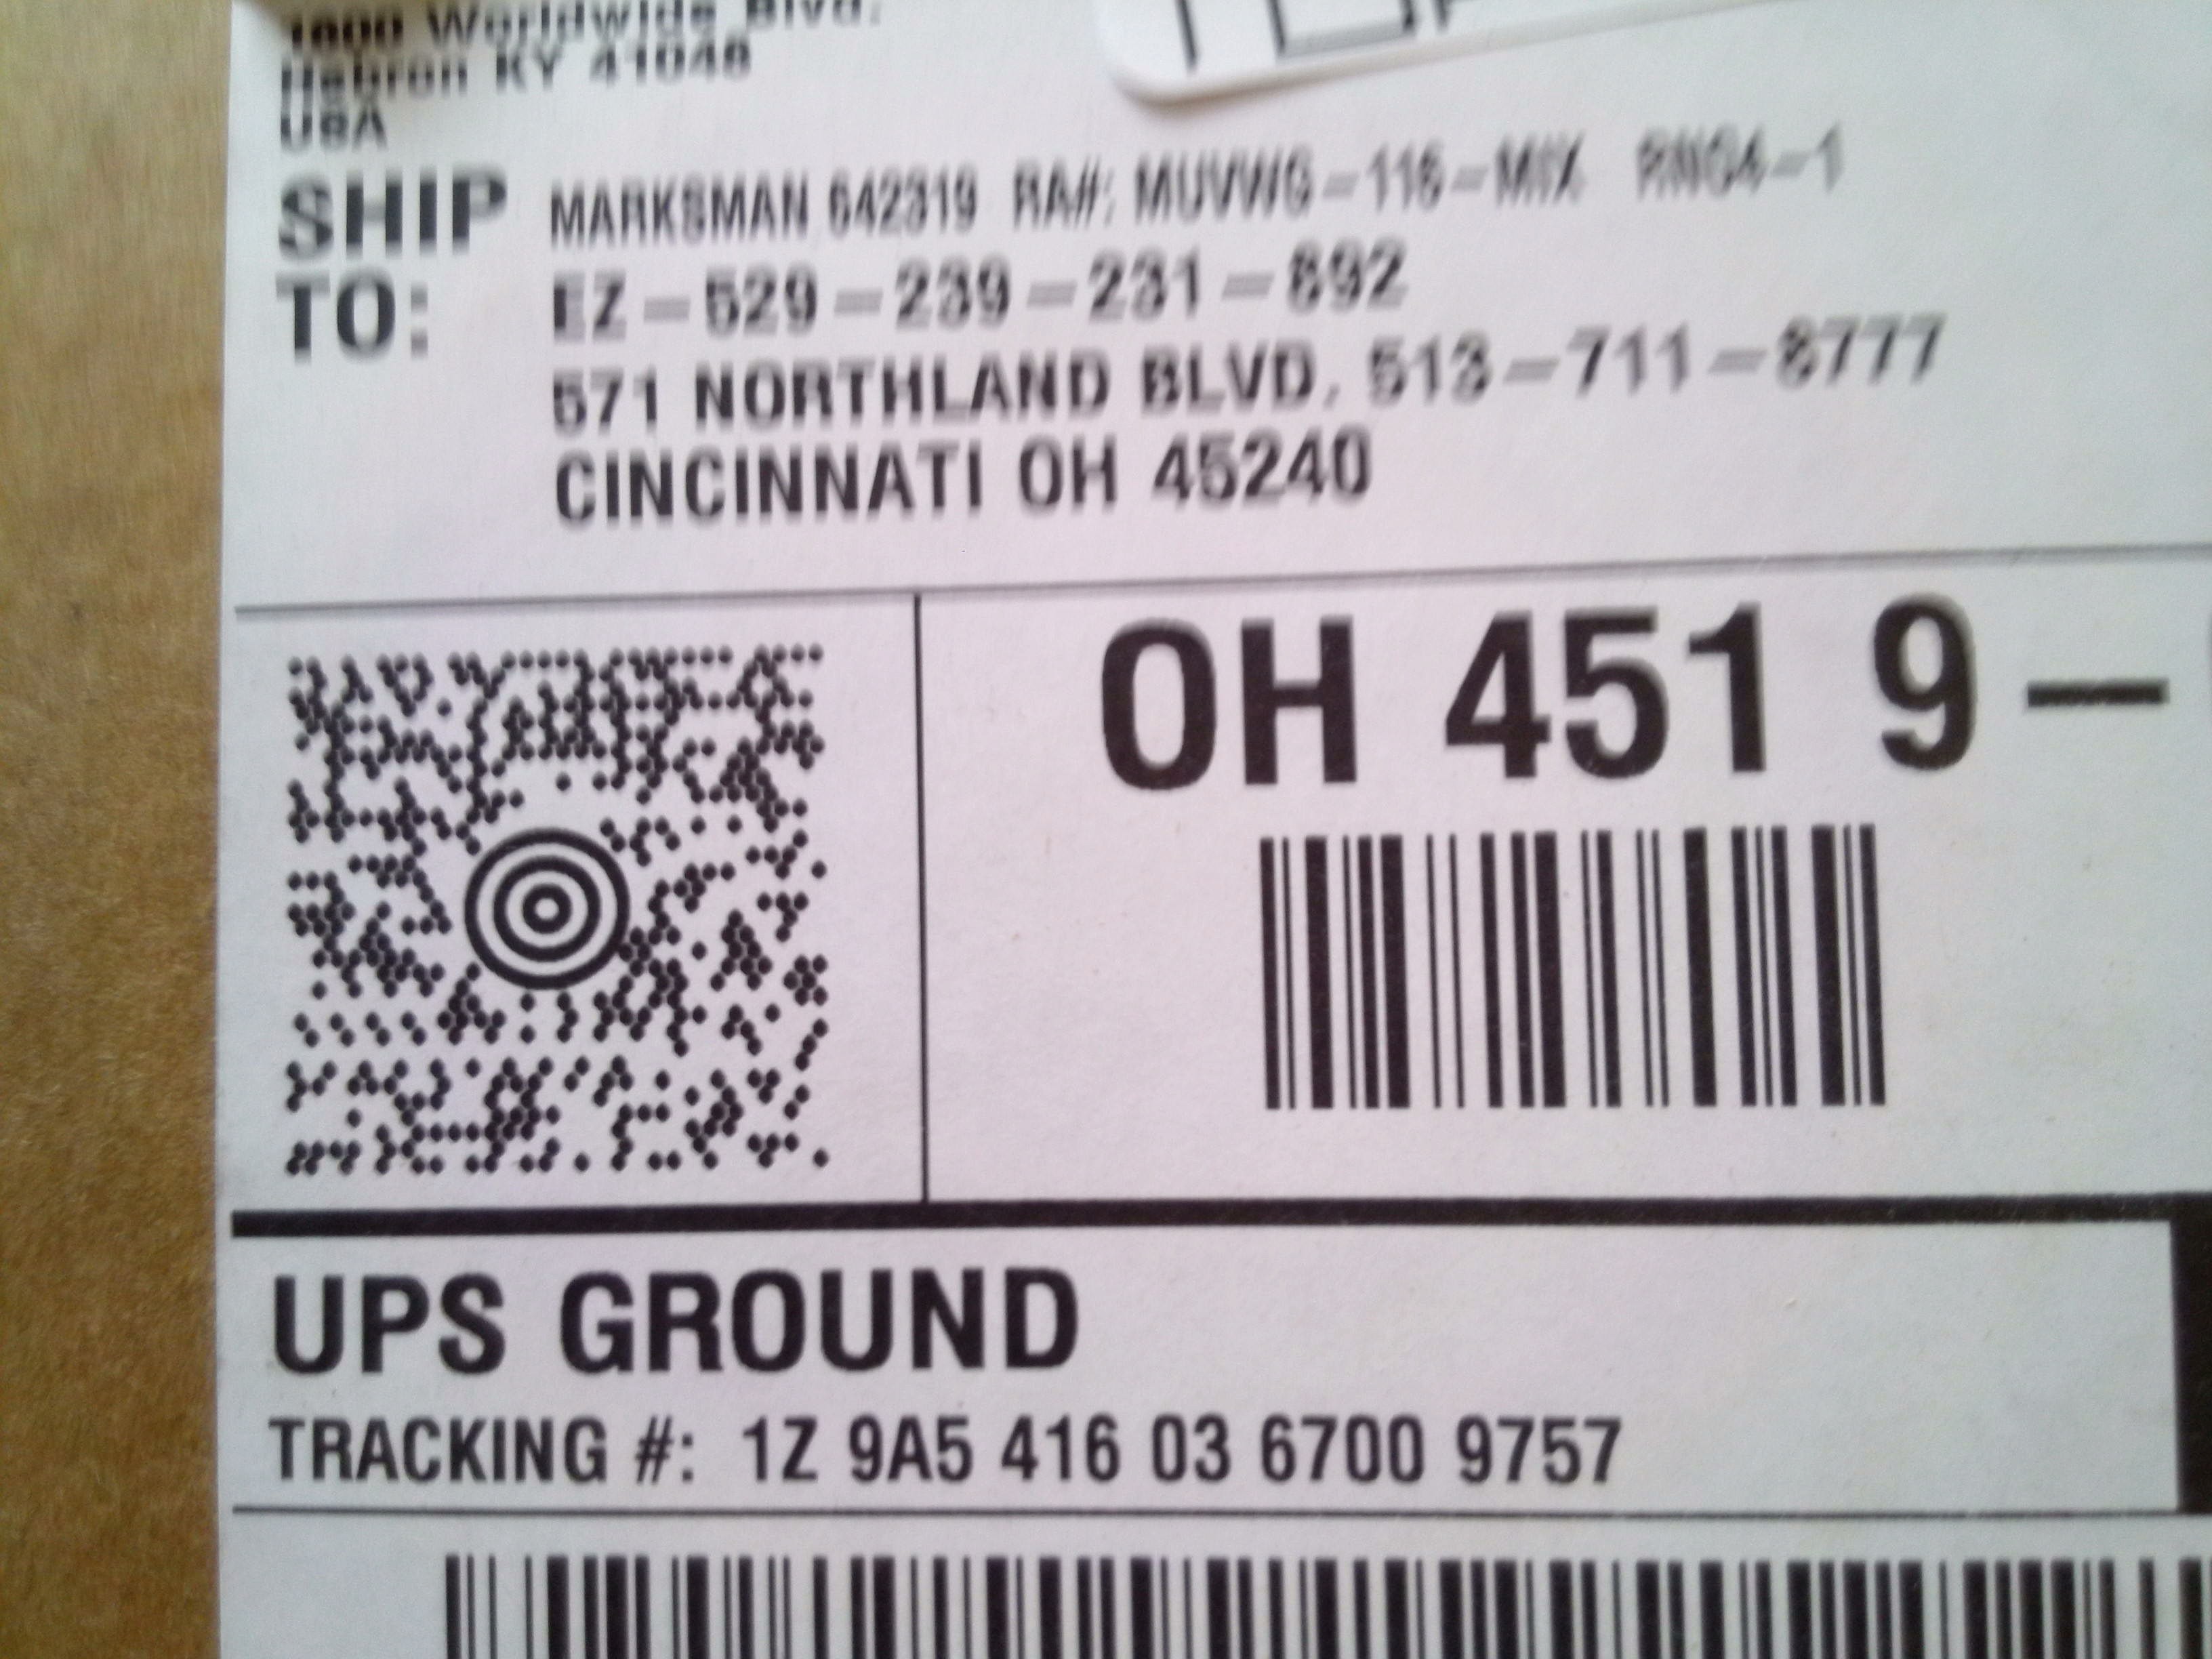 1600 Worldwide Blvd.
Hebron KY 41048
USA
SHIP TO:
MARKSMAN 642319 RA#: MUVWG-116-MIX RNG4-1
EZ-529-239-231-892
571 NORTHLAND BLVD, 513-711-8777
CINCINNATI OH 45240
OH 451 9-
UPS GROUND
TRACKING #: 1Z 9A5 416 03 6700 9757